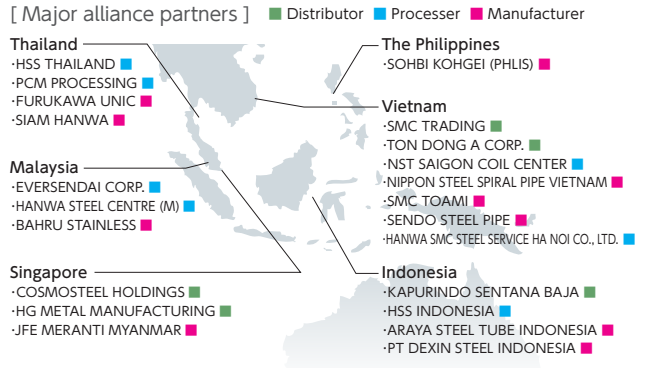 [ Major alliance partners ] Distributor Processer Manufacturer
Thailand
·HSS THAILAND
·PCM PROCESSING
·FURUKAWA UNIC
·SIAM HANWA
Malaysia
·EVERSENDAI CORP.
·HANWA STEEL CENTRE (M)
·BAHRU STAINLESS
Singapore
·COSMOSTEEL HOLDINGS
·HG METAL MANUFACTURING
·JFE MERANTI MYANMAR
The Philippines
·SOHBI KOHGEI (PHLIS)
Vietnam
·SMC TRADING
·TON DONG A CORP.
·NST SAIGON COIL CENTER
·NIPPON STEEL SPIRAL PIPE VIETNAM
·SMC TOAMI
·SENDO STEEL PIPE
·HANWA SMC STEEL SERVICE HA NOI CO., LTD.
Indonesia
·KAPURINDO SENTANA BAJA
·HSS INDONESIA
·ARAYA STEEL TUBE INDONESIA
·PT DEXIN STEEL INDONESIA